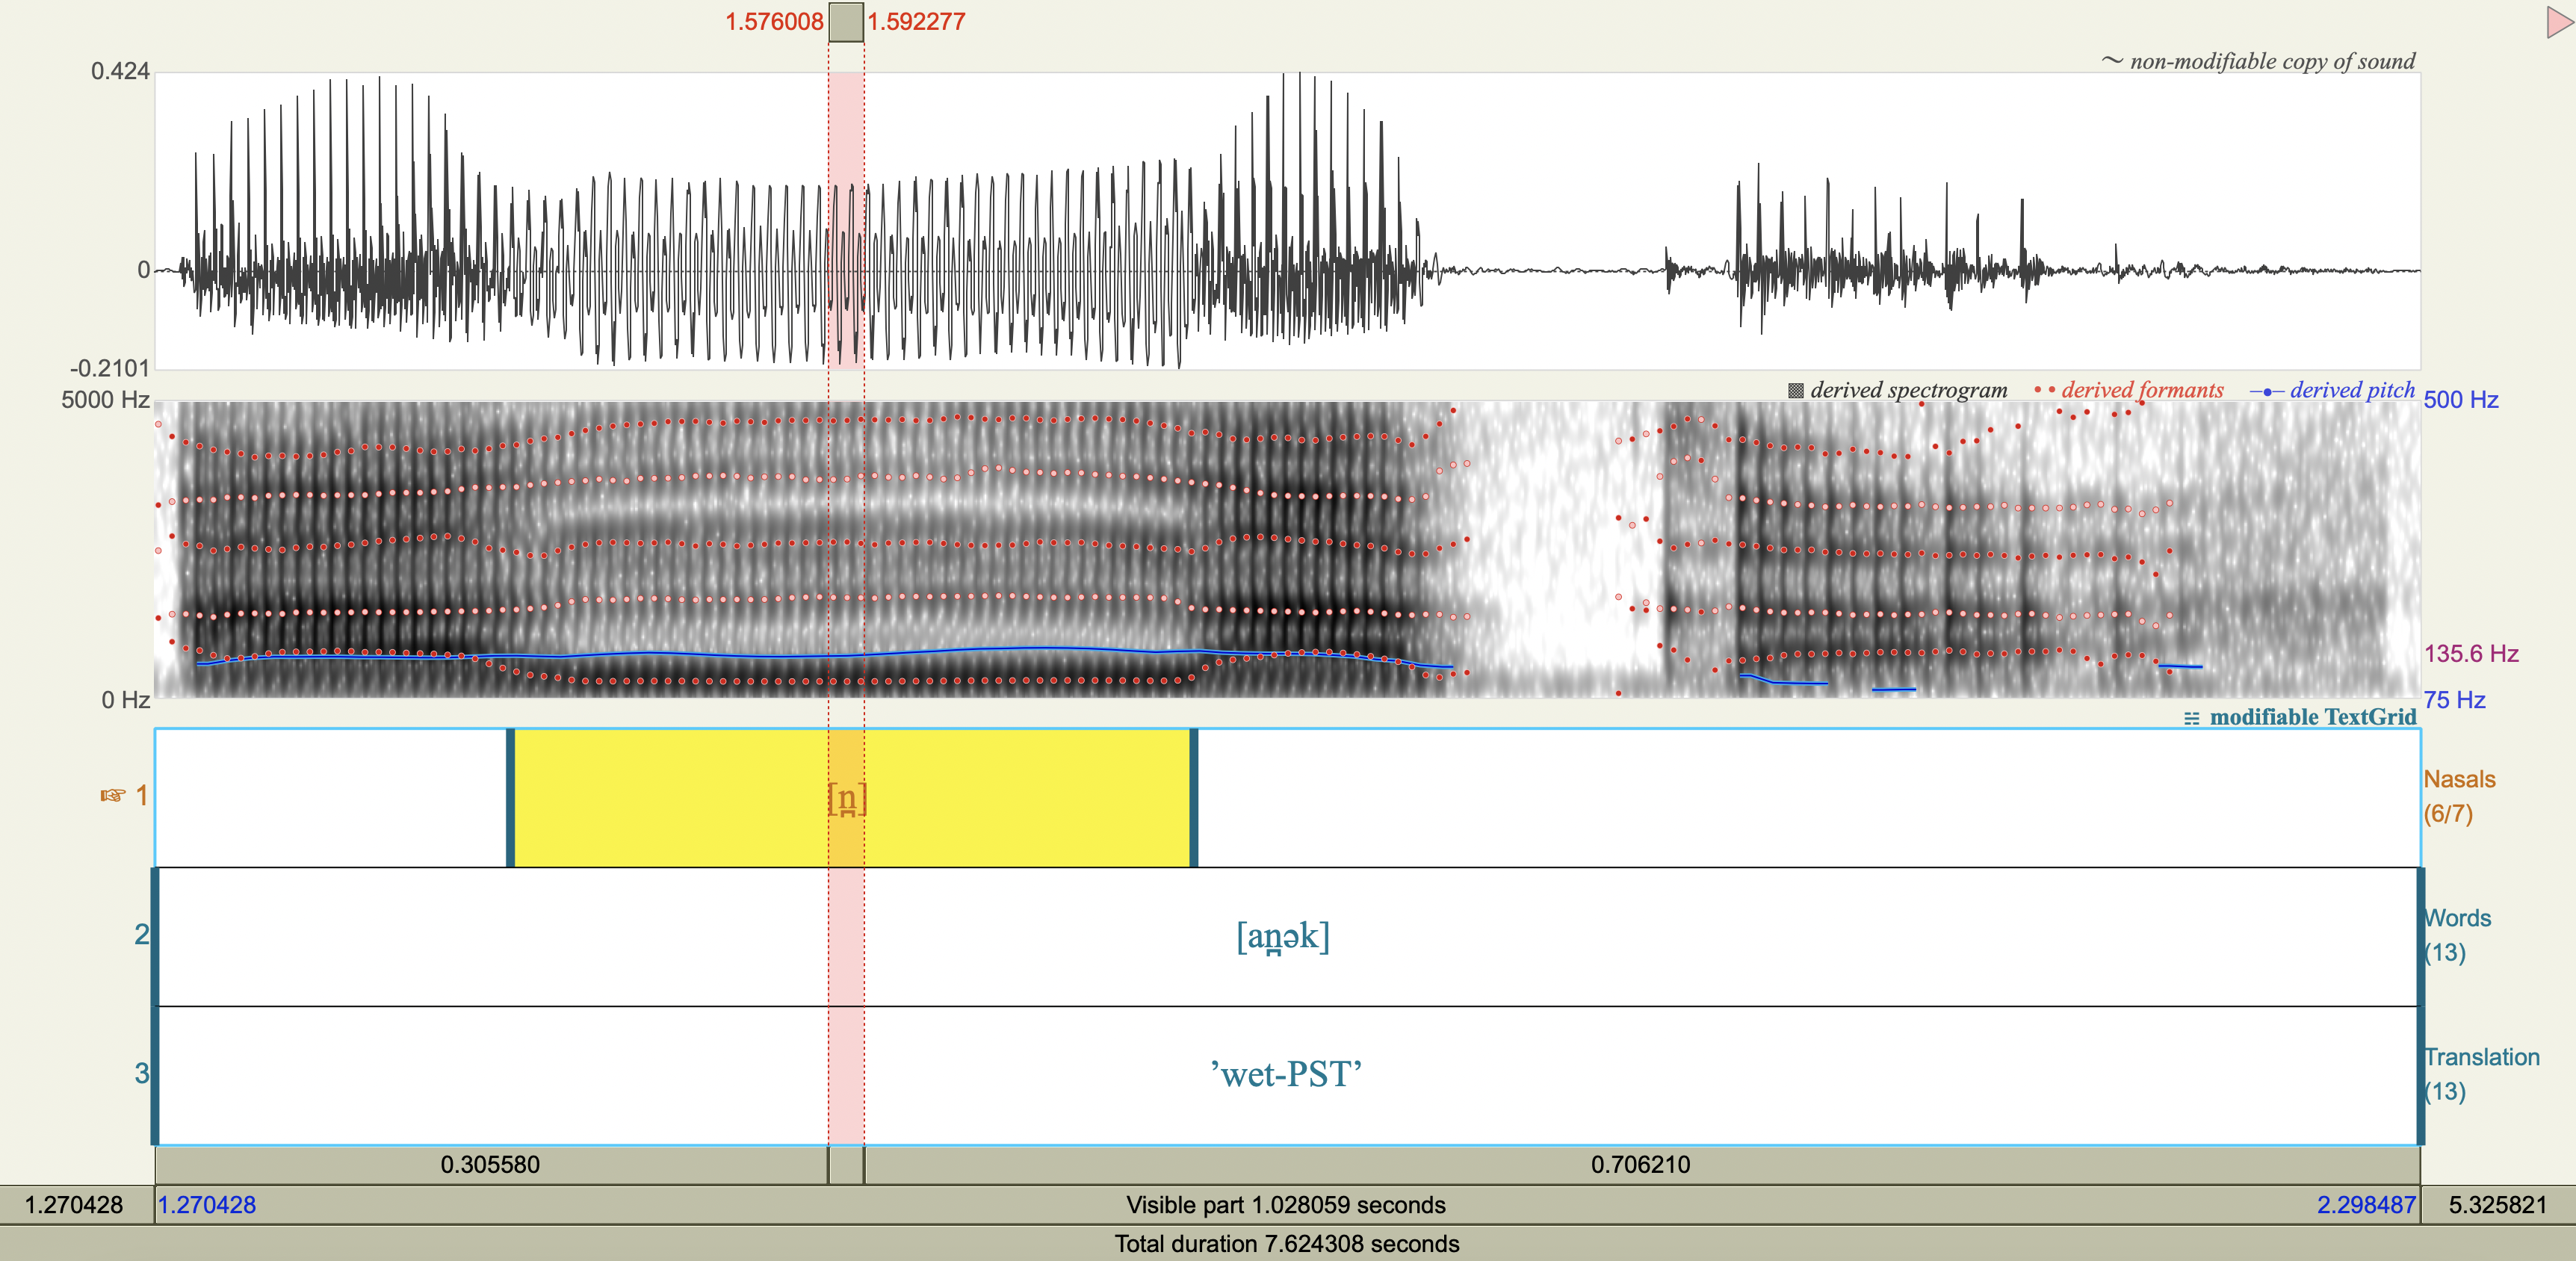 1.576008 1.592277
0.424
〜 non-modifiable copy of sound
0
-0.2101
5000 Hz
derived spectrogram derived formants derived pitch
500 Hz
135.6 Hz
0 Hz
75 Hz
modifiable TextGrid
☞ 1
[n̪]
Nasals
(6/7)
2
[an̪ək]
Words
(13)
3
’wet-PST’
Translation
(13)
0.305580 0.706210
1.270428 1.270428 Visible part 1.028059 seconds 2.298487 5.325821
Total duration 7.624308 seconds